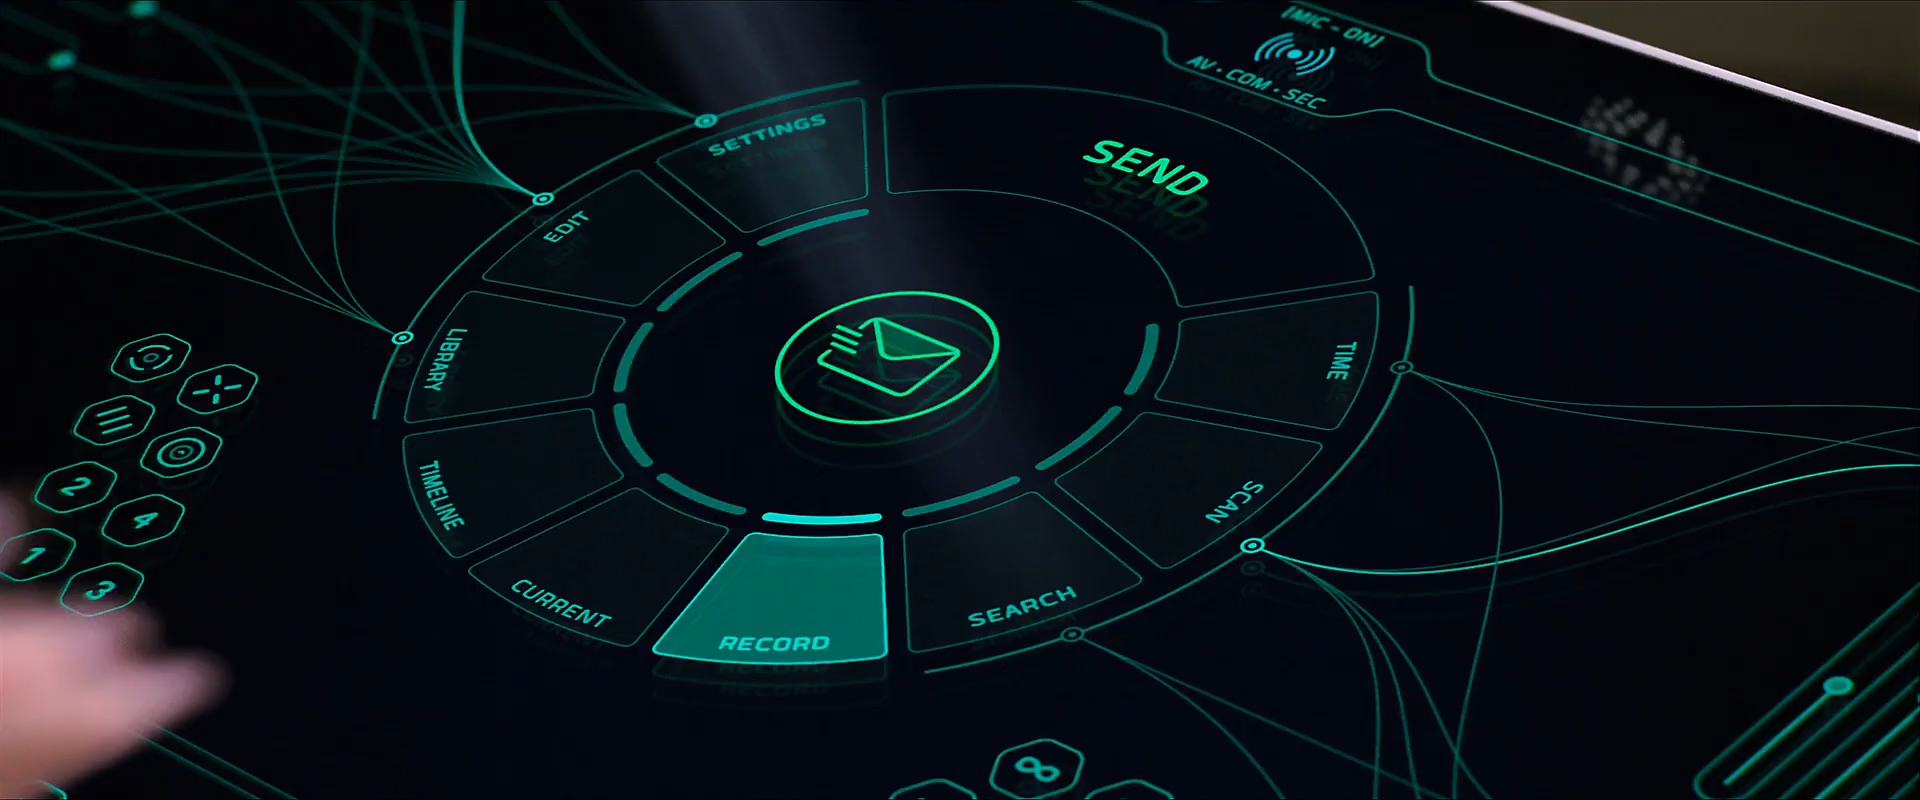 [MIC - ON]
AV • COM • SEC
SETTINGS
SEND
EDIT
LIBRARY
TIME
TIMELINE
SCAN
CURRENT
RECORD
SEARCH
2
4
1
3
8